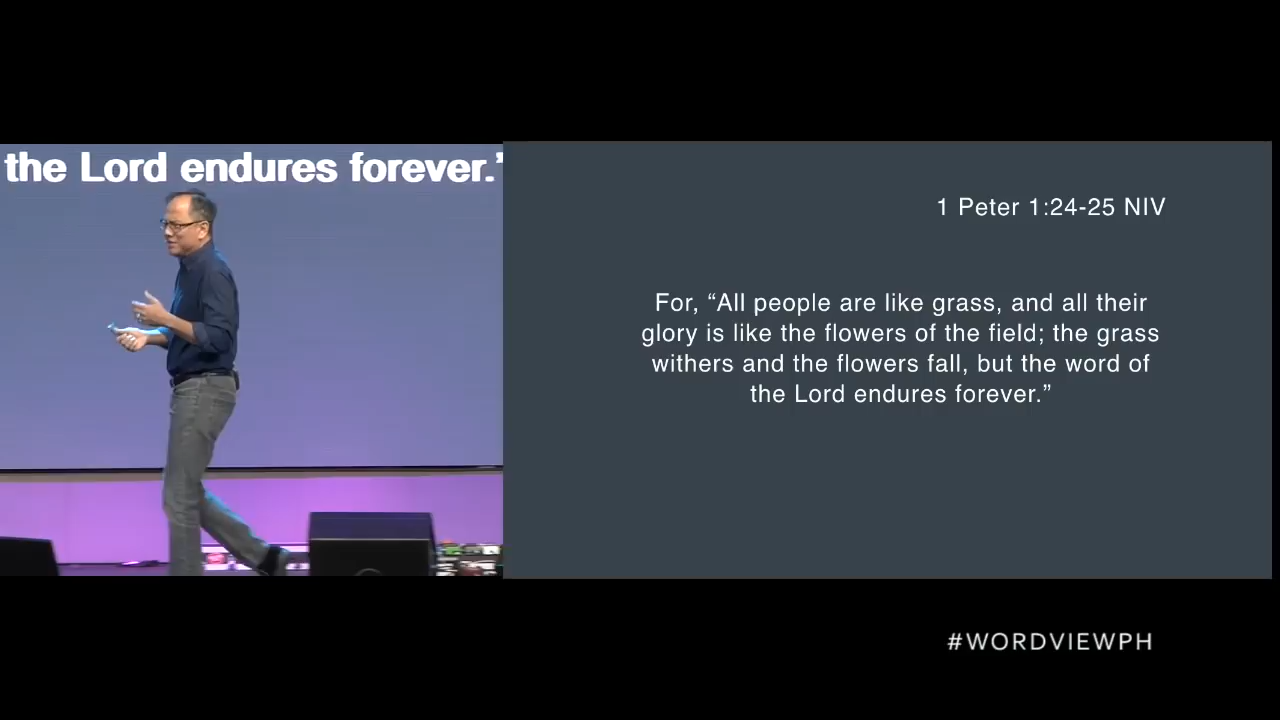 the Lord endures forever.”
1 Peter 1:24-25 NIV
For, “All people are like grass, and all their
glory is like the flowers of the field; the grass
withers and the flowers fall, but the word of
the Lord endures forever.”
#WORDVIEWPH